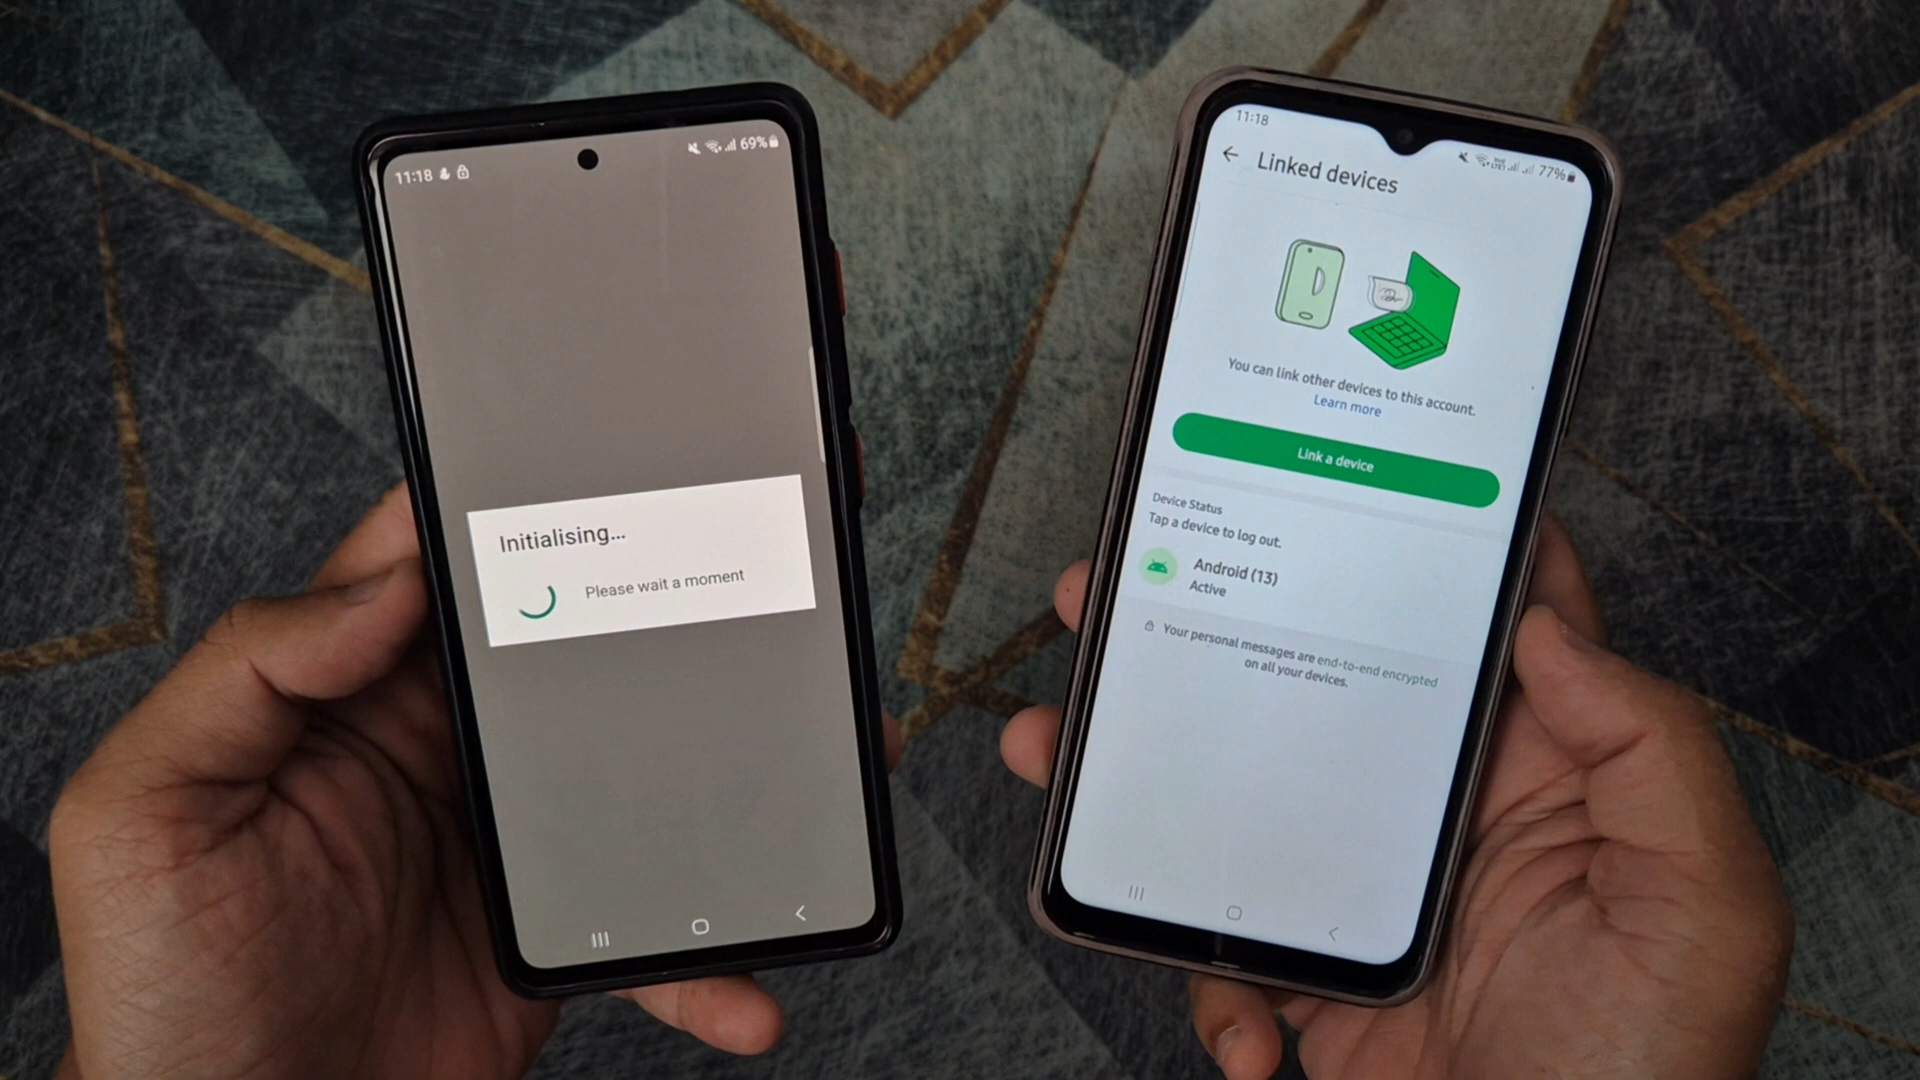 11:18
69%
Initialising...
Please wait a moment
11:18
77%
Linked devices
You can link other devices to this account.
Learn more
Link a device
Device Status
Tap a device to log out.
Android (13)
Active
Your personal messages are end-to-end encrypted
on all your devices.